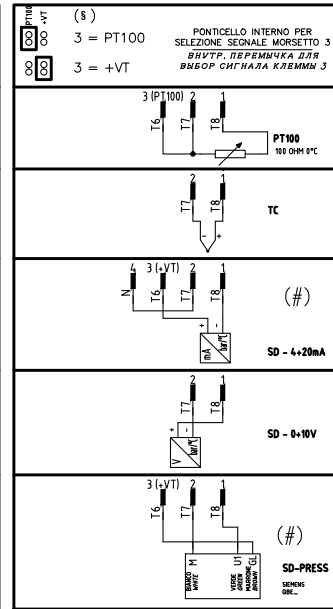 PT100
+VT
(§)
3 = PT100
3 = +VT
PONTICELLO INTERNO PER
SELEZIONE SEGNALE MORSETTO 3
ВНУТР. ПЕРЕМЫЧКА ДЛЯ
ВЫБОР СИГНАЛА КЛЕММЫ 3
3 (PT100) 2 1
T6 T7 T8
PT100
100 OHM 0°C
2 1
T7 T8
- +
TC
4 3 (+VT) 2 1
N T6 T7 T8
(#)
+ -
mA bar/°C
SD - 4÷20mA
2 1
T7 T8
- +
V bar/°C
SD - 0÷10V
3 (+VT) 2 1
T6 T7 T8
(#)
BIANCO
WHITE
M
VERDE
GREEN
U1
MARRONE
BROWN
GL
SD-PRESS
SIEMENS
QBE_